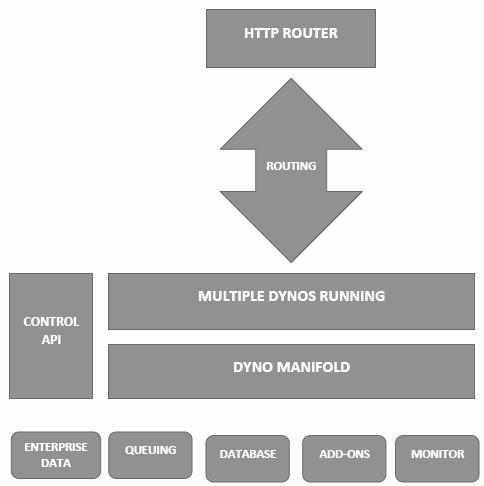 HTTP ROUTER
ROUTING
MULTIPLE DYNOS RUNNING
CONTROL
API
DYNO MANIFOLD
ENTERPRISE
DATA
QUEUING
DATABASE
ADD-ONS
MONITOR